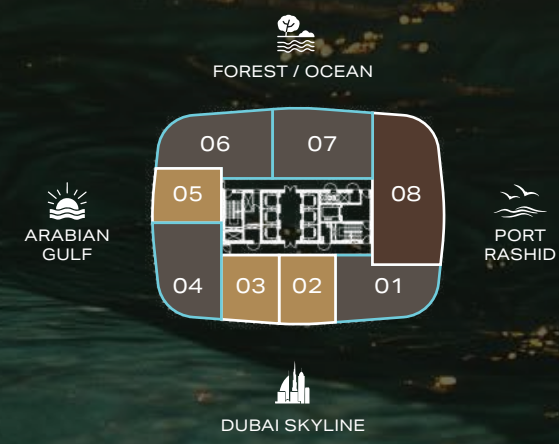 FOREST / OCEAN
06
07
05
08
ARABIAN
GULF
PORT
RASHID
04
03
02
01
DUBAI SKYLINE